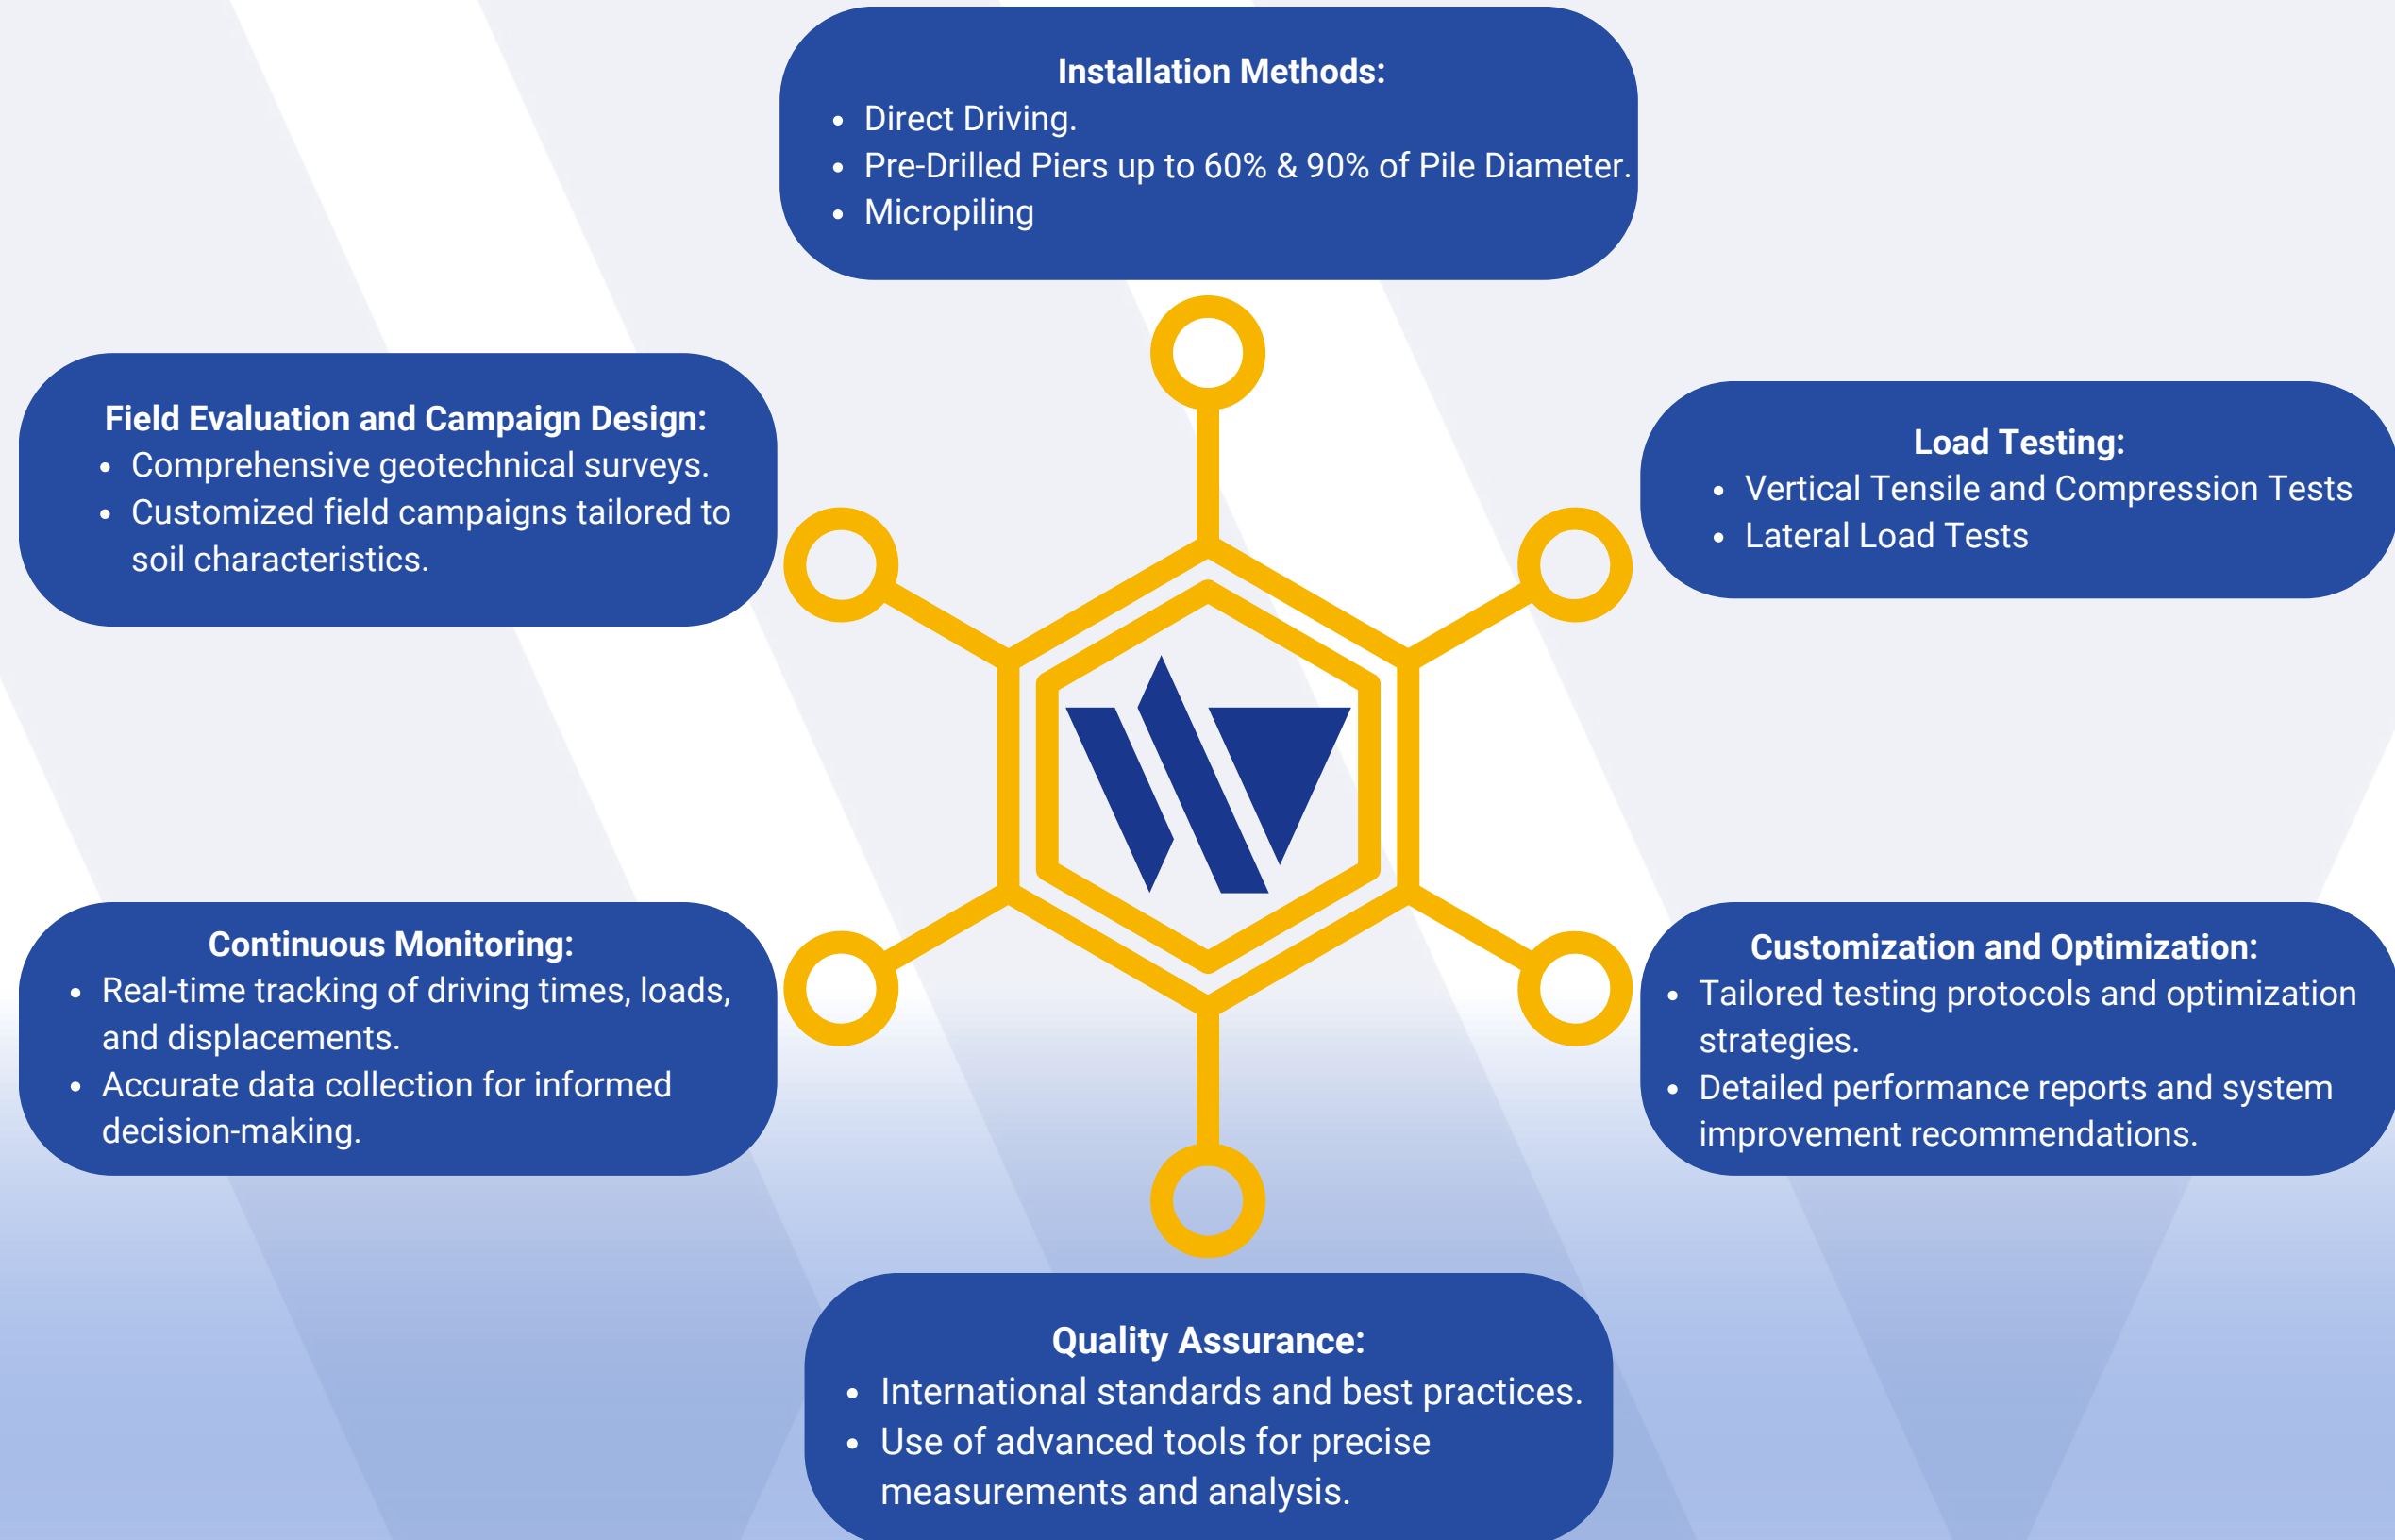 Installation Methods:
• Direct Driving.
• Pre-Drilled Piers up to 60% & 90% of Pile Diameter.
• Micropiling
Field Evaluation and Campaign Design:
• Comprehensive geotechnical surveys.
• Customized field campaigns tailored to
soil characteristics.
Load Testing:
• Vertical Tensile and Compression Tests
• Lateral Load Tests
Continuous Monitoring:
• Real-time tracking of driving times, loads,
and displacements.
• Accurate data collection for informed
decision-making.
Customization and Optimization:
• Tailored testing protocols and optimization
strategies.
• Detailed performance reports and system
improvement recommendations.
Quality Assurance:
• International standards and best practices.
• Use of advanced tools for precise
measurements and analysis.